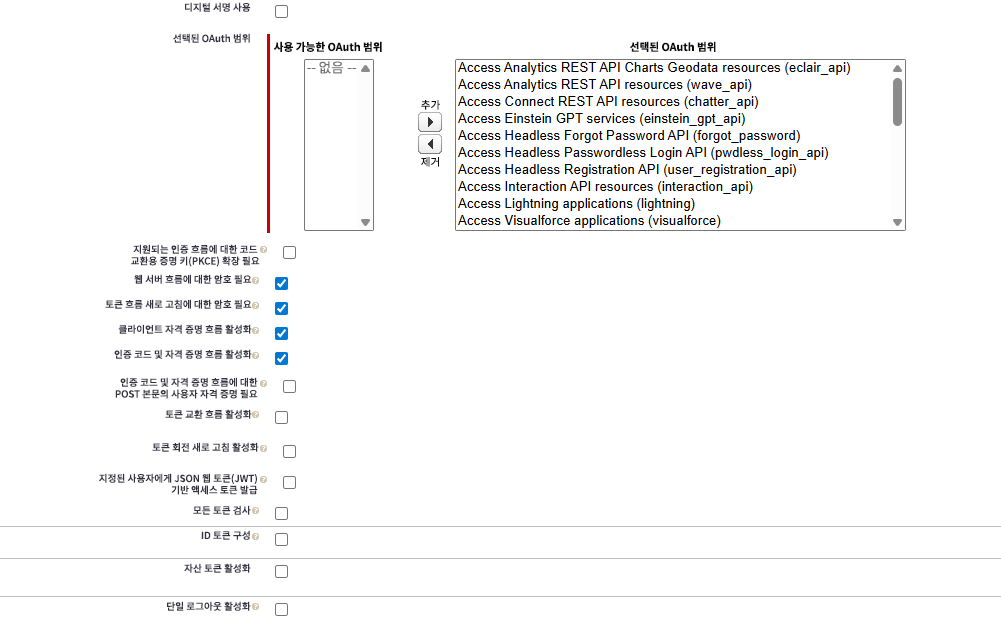 디지털 서명 사용
선택된 OAuth 범위
사용 가능한 OAuth 범위
선택된 OAuth 범위
-- 없음 --
추가
제거
Access Analytics REST API Charts Geodata resources (eclair_api)
Access Analytics REST API resources (wave_api)
Access Connect REST API resources (chatter_api)
Access Einstein GPT services (einstein_gpt_api)
Access Headless Forgot Password API (forgot_password)
Access Headless Passwordless Login API (pwdless_login_api)
Access Headless Registration API (user_registration_api)
Access Interaction API resources (interaction_api)
Access Lightning applications (lightning)
Access Visualforce applications (visualforce)
지원되는 인증 흐름에 대한 코드
교환용 증명 키(PKCE) 확장 필요
웹 서버 흐름에 대한 암호 필요
토큰 흐름 새로 고침에 대한 암호 필요
클라이언트 자격 증명 흐름 활성화
인증 코드 및 자격 증명 흐름 활성화
인증 코드 및 자격 증명 흐름에 대한
POST 본문의 사용자 자격 증명 필요
토큰 교환 흐름 활성화
토큰 회전 새로 고침 활성화
지정된 사용자에게 JSON 웹 토큰(JWT)
기반 액세스 토큰 발급
모든 토큰 검사
ID 토큰 구성
자산 토큰 활성화
단일 로그아웃 활성화